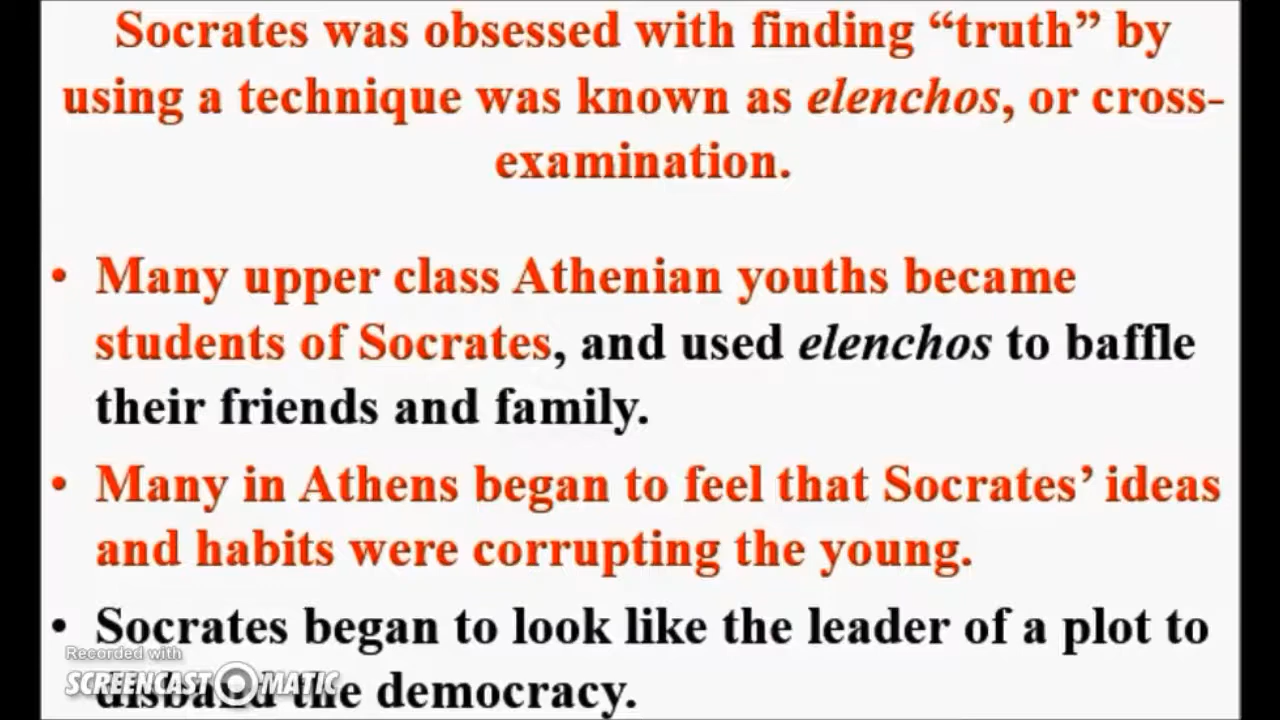 Socrates was obsessed with finding “truth” by
using a technique was known as elenchos, or cross-
examination.
• Many upper class Athenian youths became
students of Socrates, and used elenchos to baffle
their friends and family.
• Many in Athens began to feel that Socrates’ ideas
and habits were corrupting the young.
• Socrates began to look like the leader of a plot to
Recorded with
disband the democracy.
SCREENCAST-O-MATIC